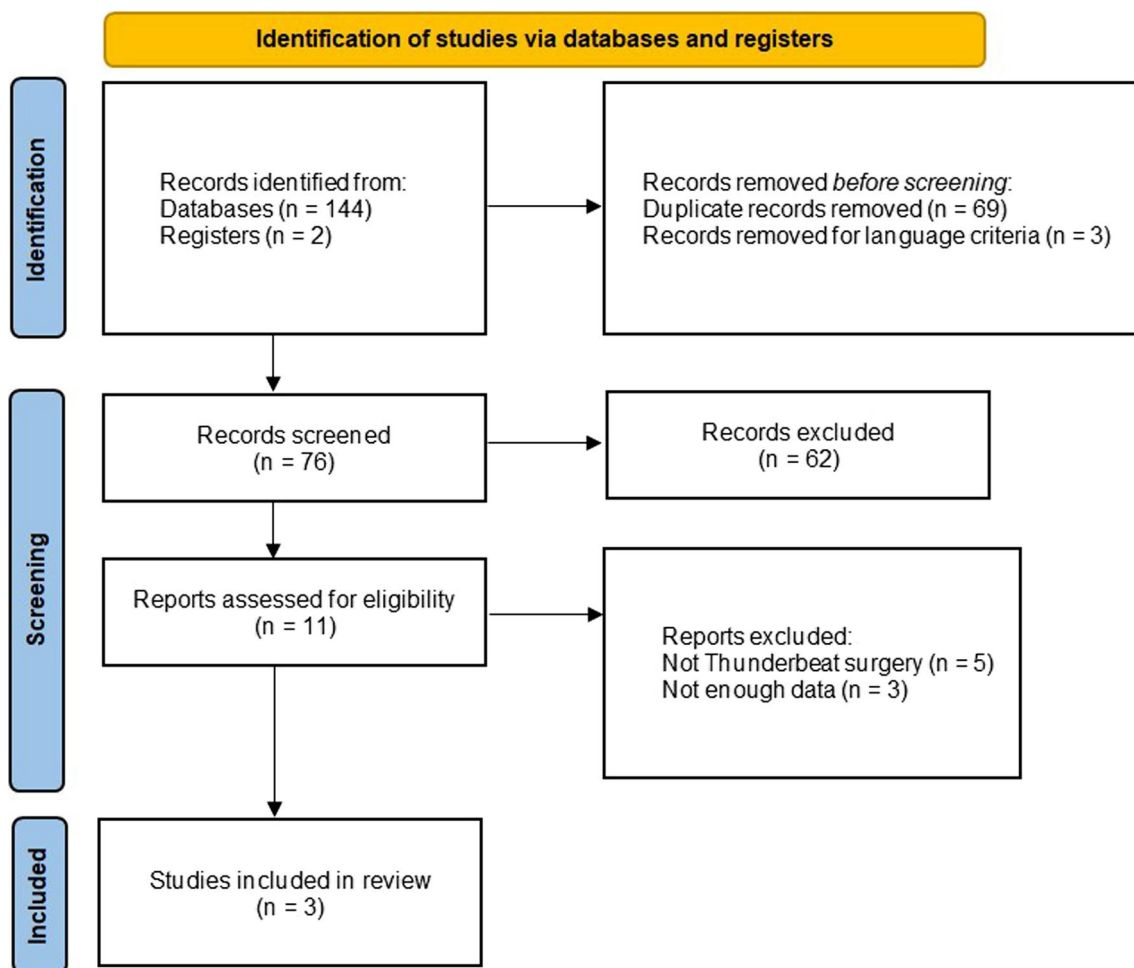 Identification of studies via databases and registers
Identification
Records identified from:
Databases (n = 144)
Registers (n = 2)
Records removed before screening:
Duplicate records removed (n = 69)
Records removed for language criteria (n = 3)
Screening
Records screened
(n = 76)
Records excluded
(n = 62)
Reports assessed for eligibility
(n = 11)
Reports excluded:
Not Thunderbeat surgery (n = 5)
Not enough data (n = 3)
Included
Studies included in review
(n = 3)